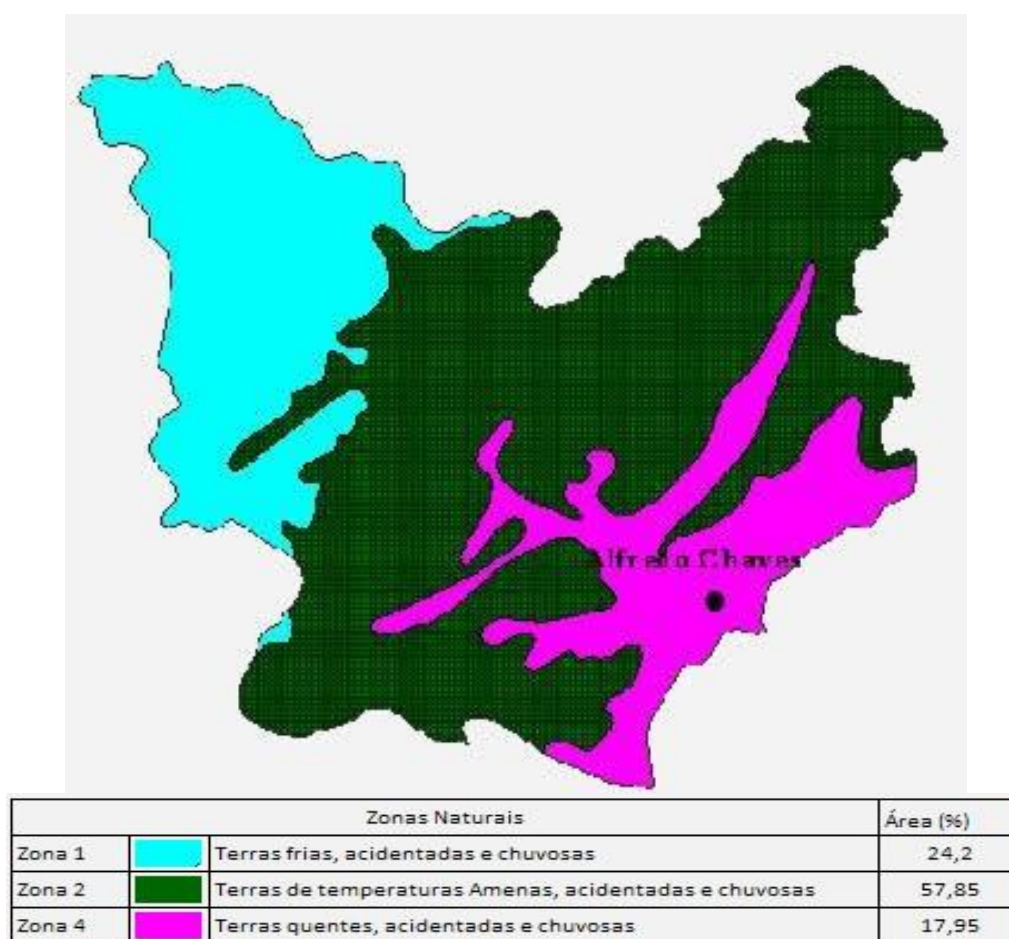 Alfredo Chaves
Zonas Naturais Área (%)
Zona 1 Terras frias, acidentadas e chuvosas 24,2
Zona 2 Terras de temperaturas Amenas, acidentadas e chuvosas 57,85
Zona 4 Terras quentes, acidentadas e chuvosas 17,95